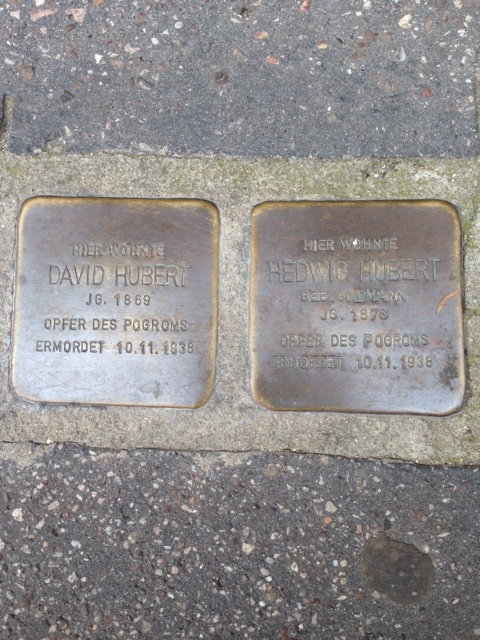 HIER WOHNTE
DAVID HUBERT
JG. 1869
OPFER DES POGROMS
ERMORDET 10.11.1938
HIER WOHNTE
HEDWIG HUBERT
GEB. GOLDMANN
JG. 1878
OPFER DES POGROMS
ERMORDET 10.11.1938